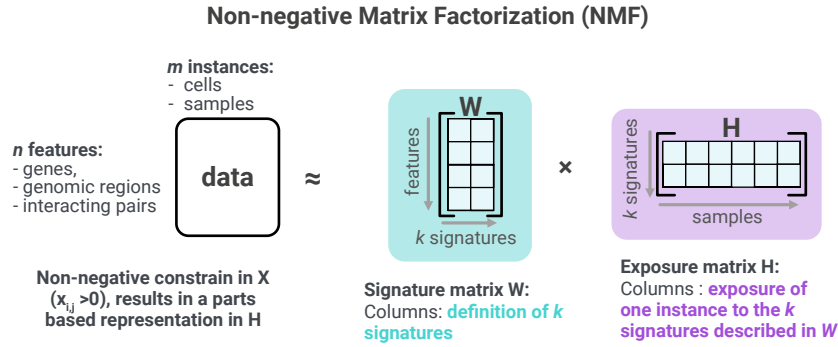 Non-negative Matrix Factorization (NMF)
m instances:
- cells
- samples
n features:
- genes,
- genomic regions
- interacting pairs
data
≈
W
features
k signatures
×
H
k signatures
samples
Non-negative constrain in X
(x i,j >0), results in a parts
based representation in H
Signature matrix W:
Columns: definition of k
signatures
Exposure matrix H:
Columns : exposure of
one instance to the k
signatures described in W